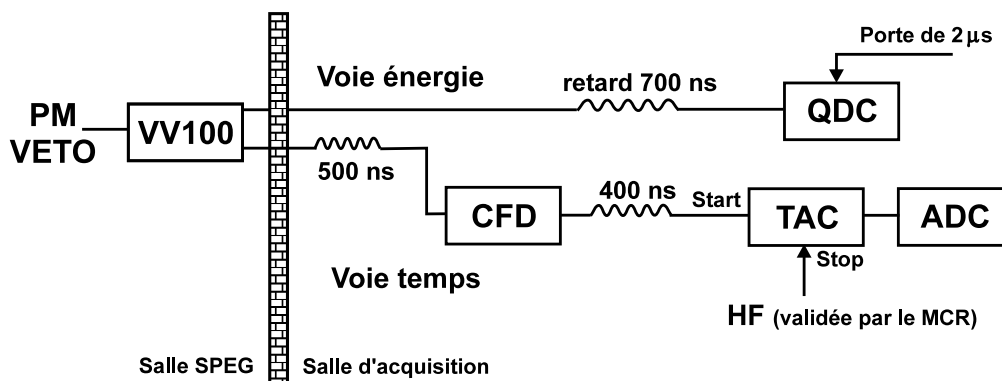 Porte de 2 µs
Voie énergie
retard 700 ns
PM
VETO
VV100
QDC
500 ns
400 ns
Start
CFD
TAC
ADC
Stop
Voie temps
HF (validée par le MCR)
Salle SPEG
Salle d'acquisition